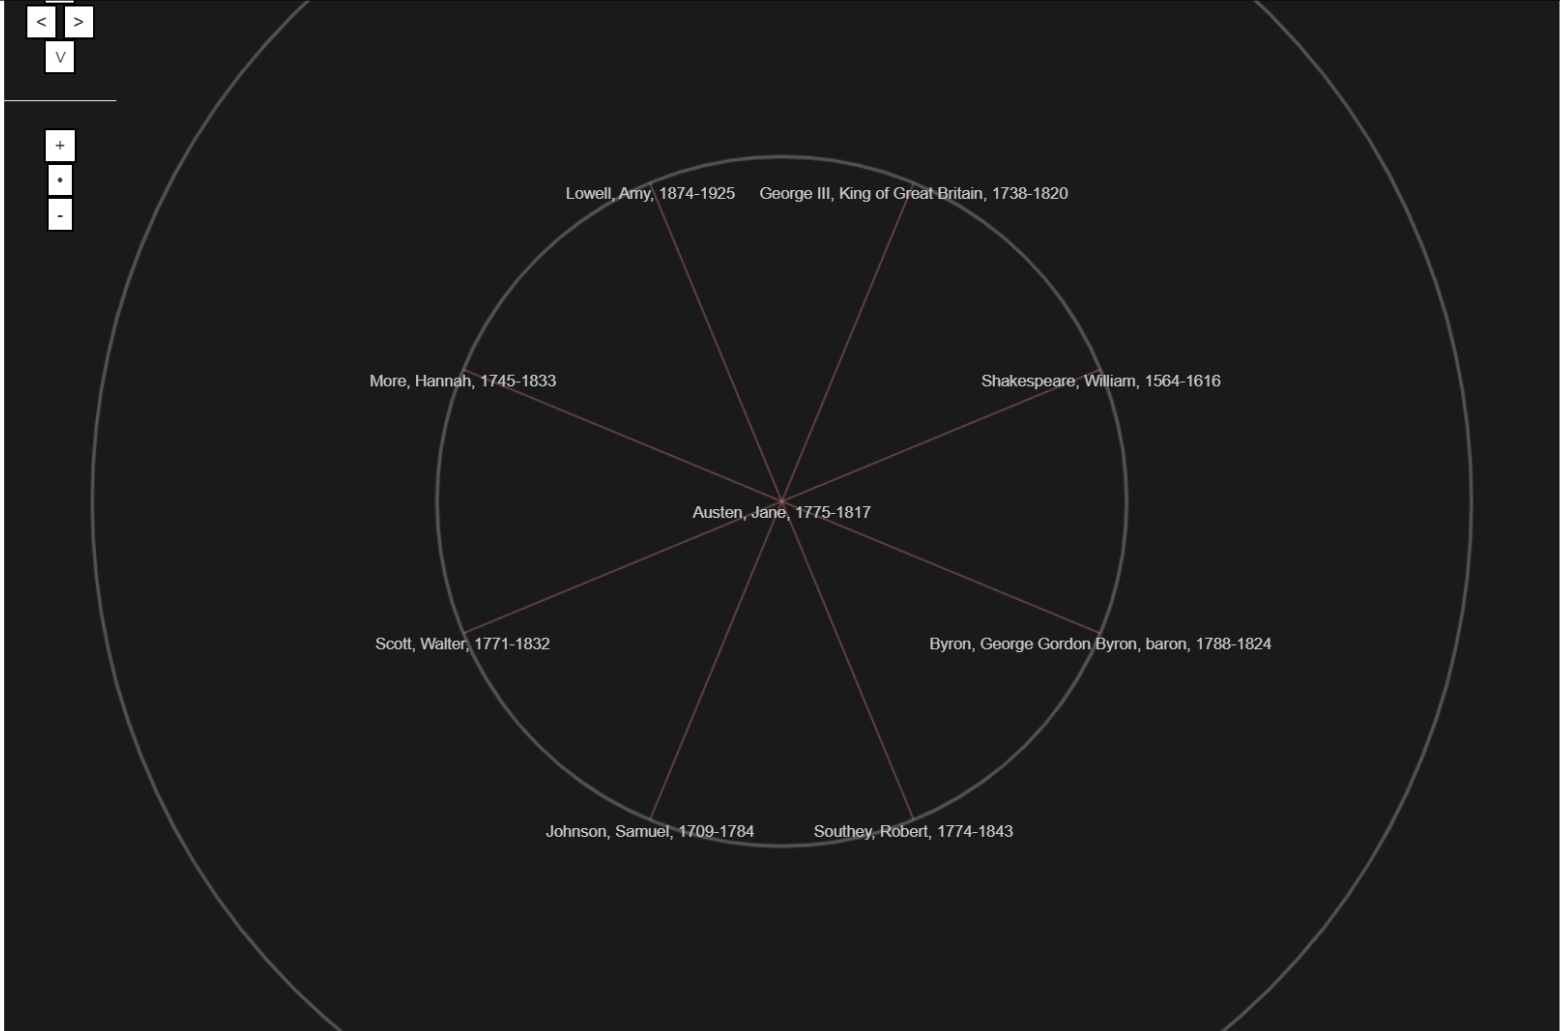 < >
V
+
•
-
Lowell, Amy, 1874-1925
George III, King of Great Britain, 1738-1820
More, Hannah, 1745-1833
Shakespeare, William, 1564-1616
Austen, Jane, 1775-1817
Scott, Walter, 1771-1832
Byron, George Gordon Byron, baron, 1788-1824
Johnson, Samuel, 1709-1784
Southey, Robert, 1774-1843